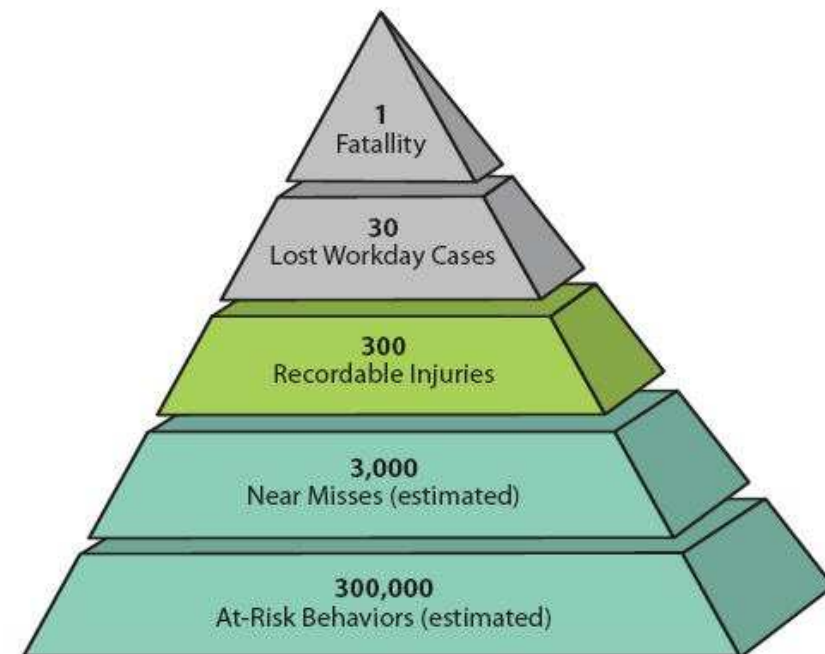 1
Fatallity
30
Lost Workday Cases
300
Recordable Injuries
3,000
Near Misses (estimated)
300,000
At-Risk Behaviors (estimated)